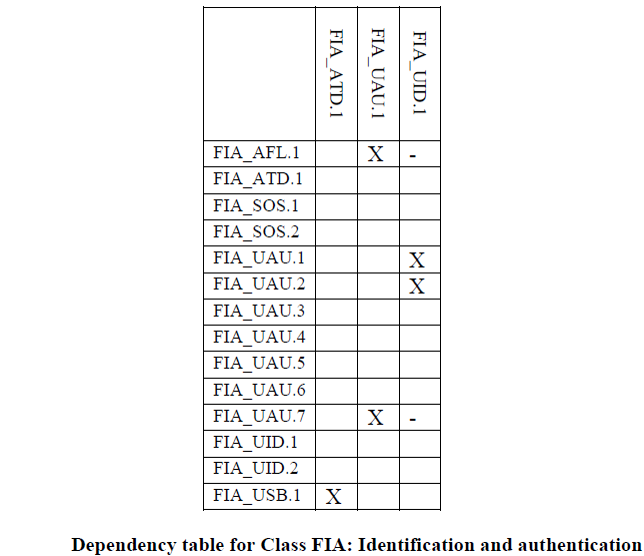 FIA_ATD.1 FIA_UAU.1 FIA_UID.1
FIA_AFL.1 X -
FIA_ATD.1
FIA_SOS.1
FIA_SOS.2
FIA_UAU.1 X
FIA_UAU.2 X
FIA_UAU.3
FIA_UAU.4
FIA_UAU.5
FIA_UAU.6
FIA_UAU.7 X -
FIA_UID.1
FIA_UID.2
FIA_USB.1 X
Dependency table for Class FIA: Identification and authentication